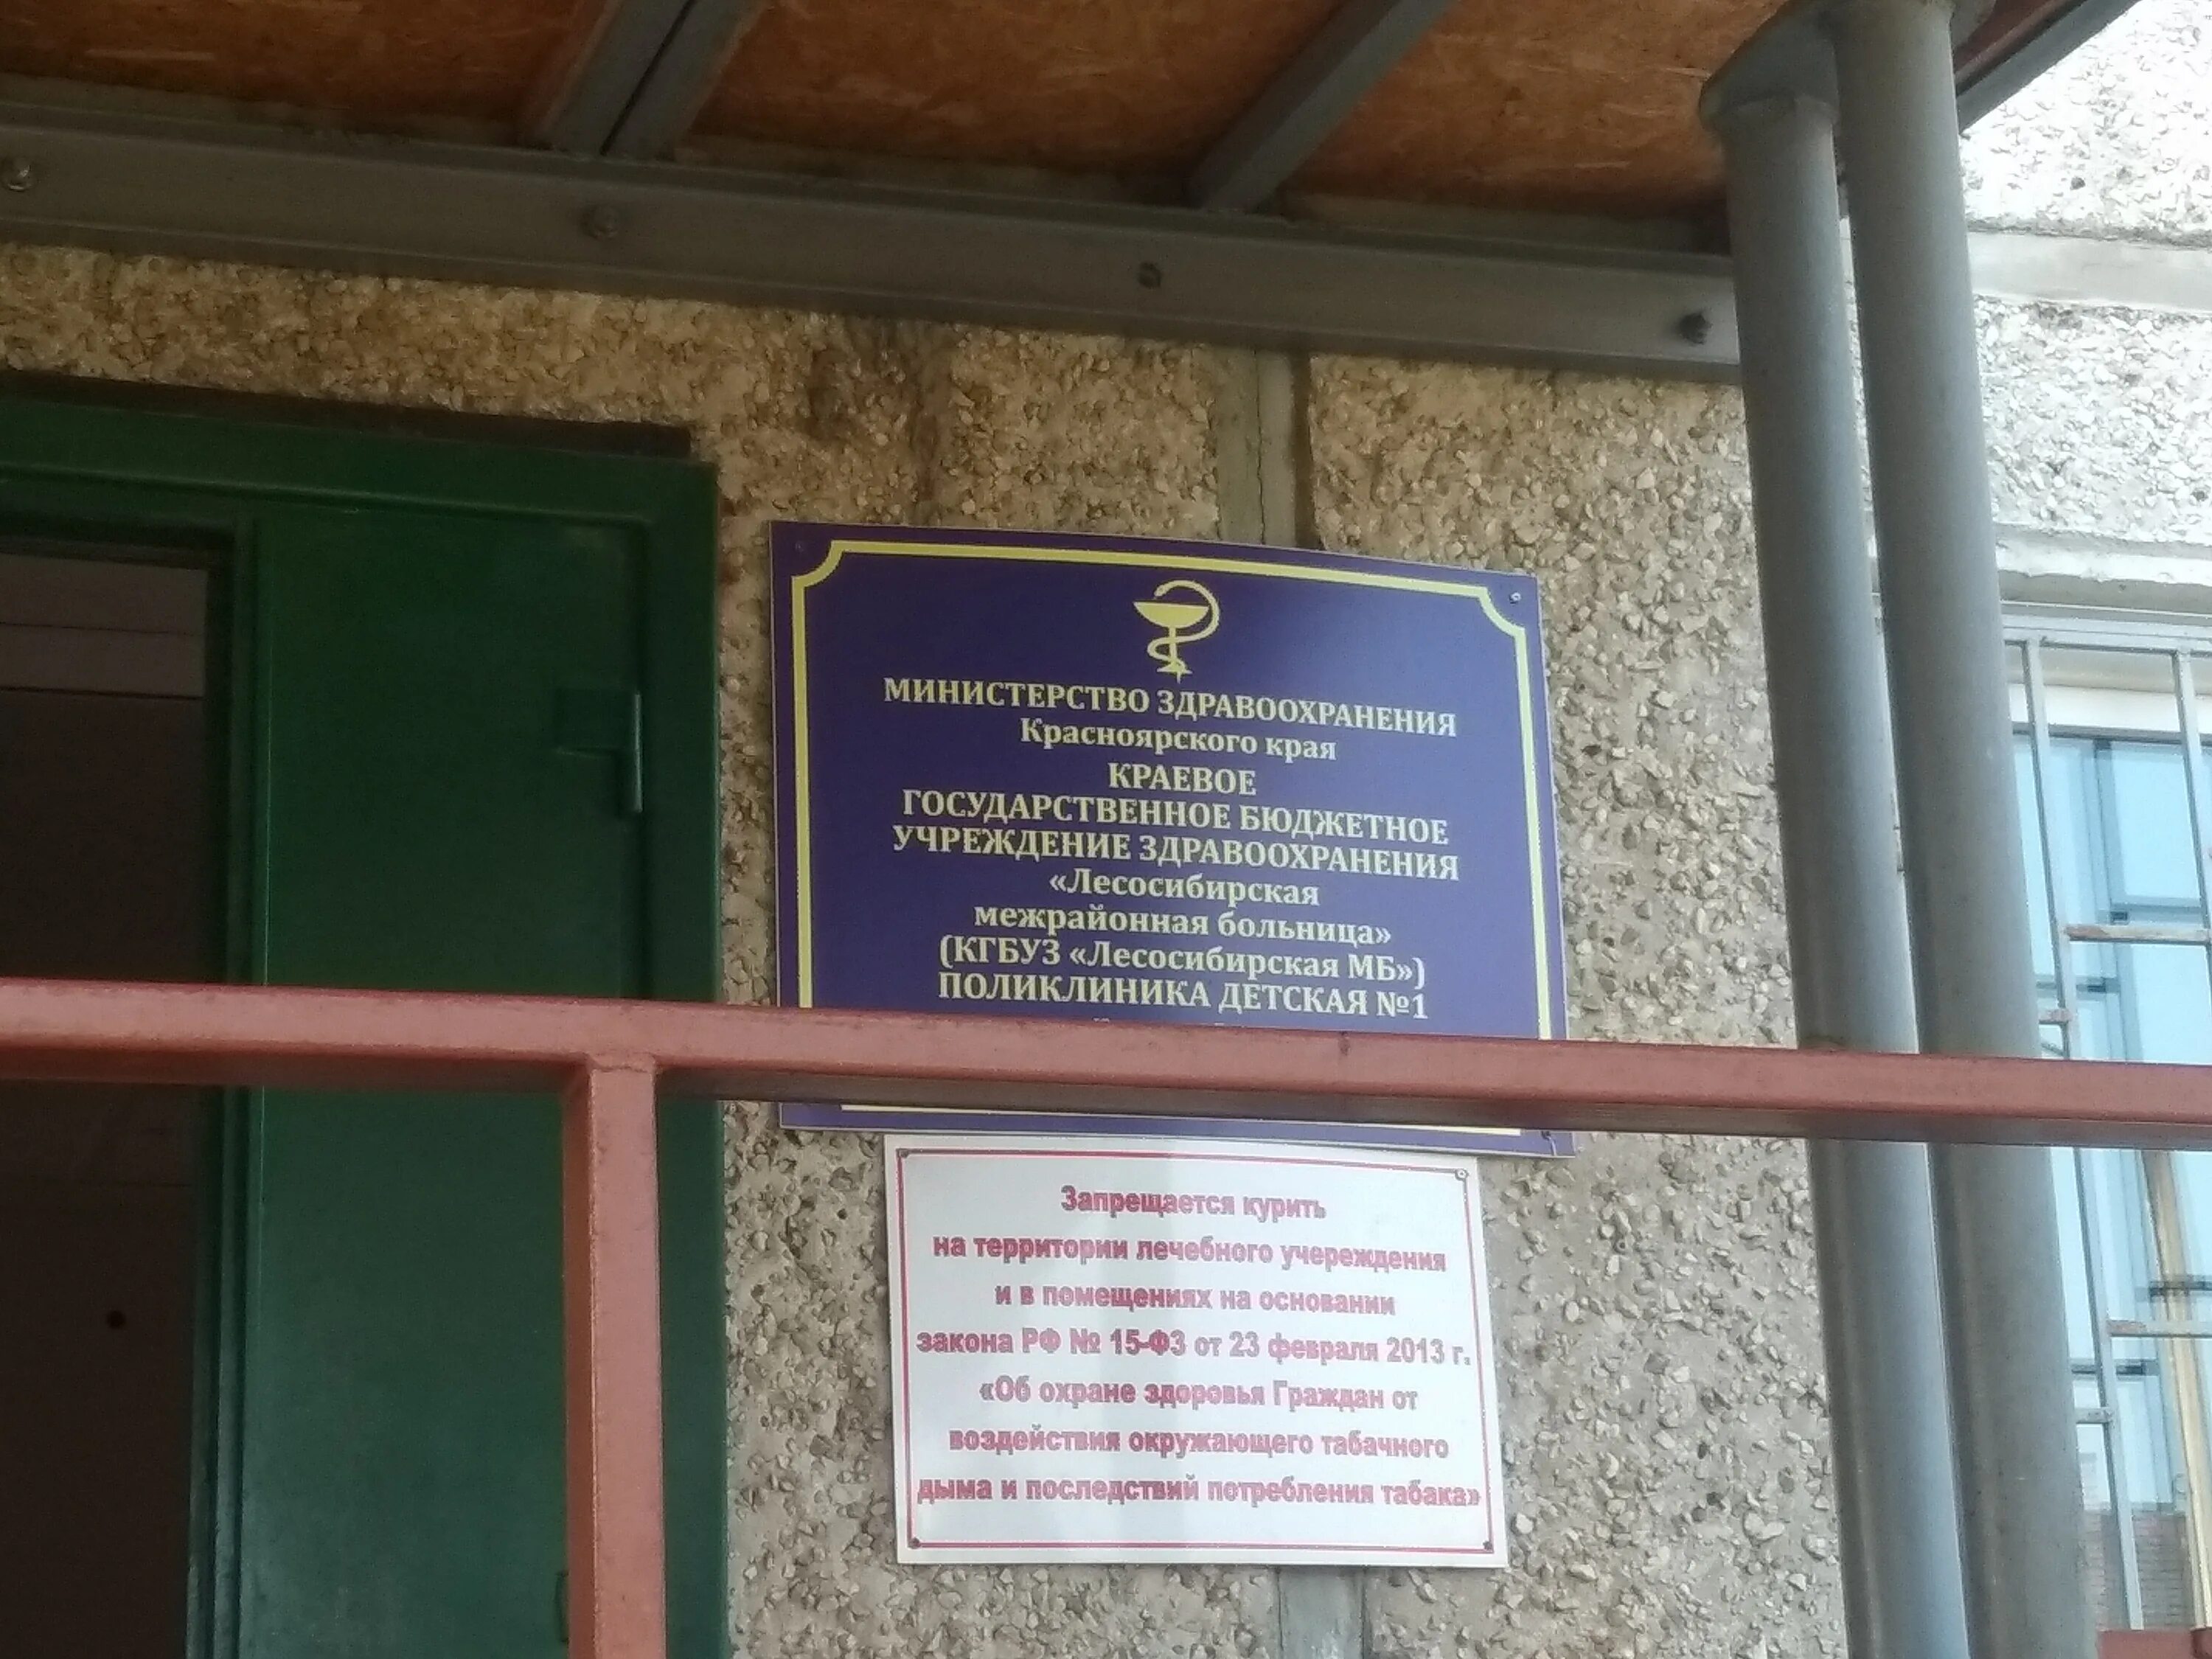 МИНИСТЕРСТВО ЗДРАВООХРАНЕНИЯ
Красноярского края
КРАЕВОЕ
ГОСУДАРСТВЕННОЕ БЮДЖЕТНОЕ
УЧРЕЖДЕНИЕ ЗДРАВООХРАНЕНИЯ
«Лесосибирская
межрайонная больница»
(КГБУЗ «Лесосибирская МБ»)
ПОЛИКЛИНИКА ДЕТСКАЯ №1
Запрещается курить
на территории лечебного учереждения
и в помещениях на основании
закона РФ № 15-ФЗ от 23 февраля 2013 г.
«Об охране здоровья Граждан от
воздействия окружающего табачного
дыма и последствий потребления табака»